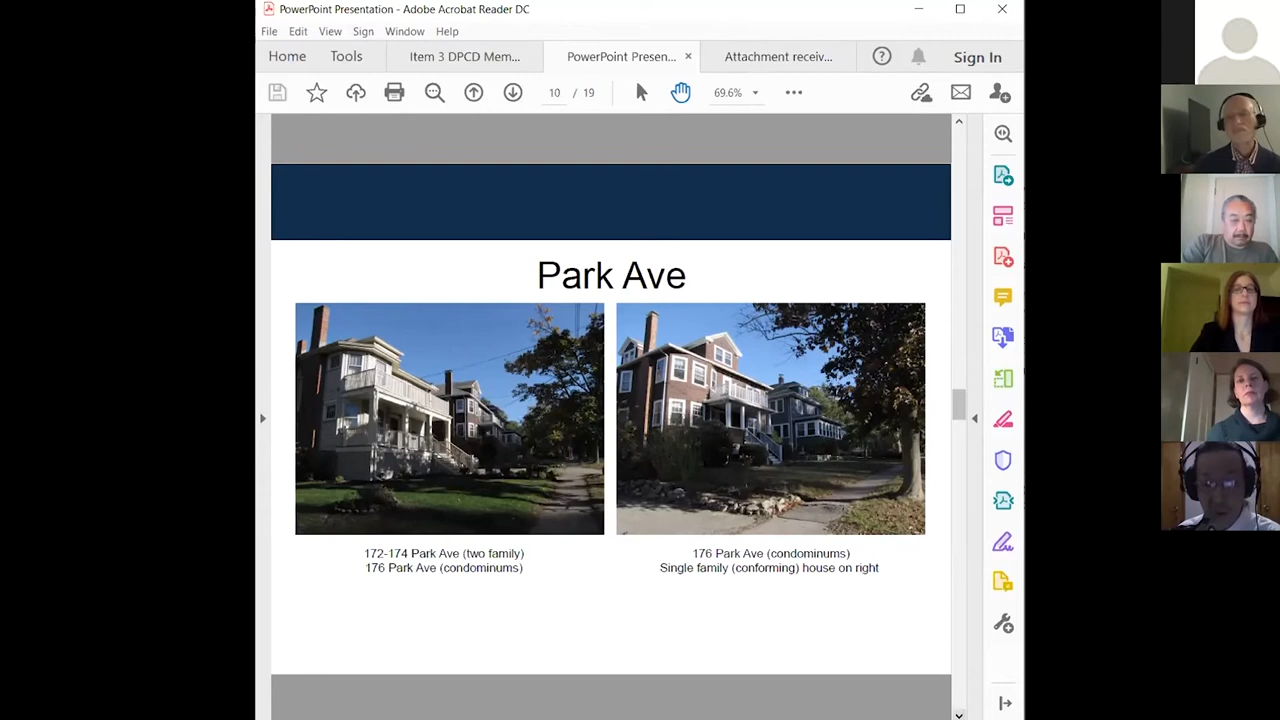 PowerPoint Presentation - Adobe Acrobat Reader DC
File Edit View Sign Window Help
Home Tools Item 3 DPCD Mem... PowerPoint Presen... × Attachment receiv... Sign In
10 / 19 69.6%
Park Ave
172-174 Park Ave (two family)
176 Park Ave (condominums)
176 Park Ave (condominums)
Single family (conforming) house on right